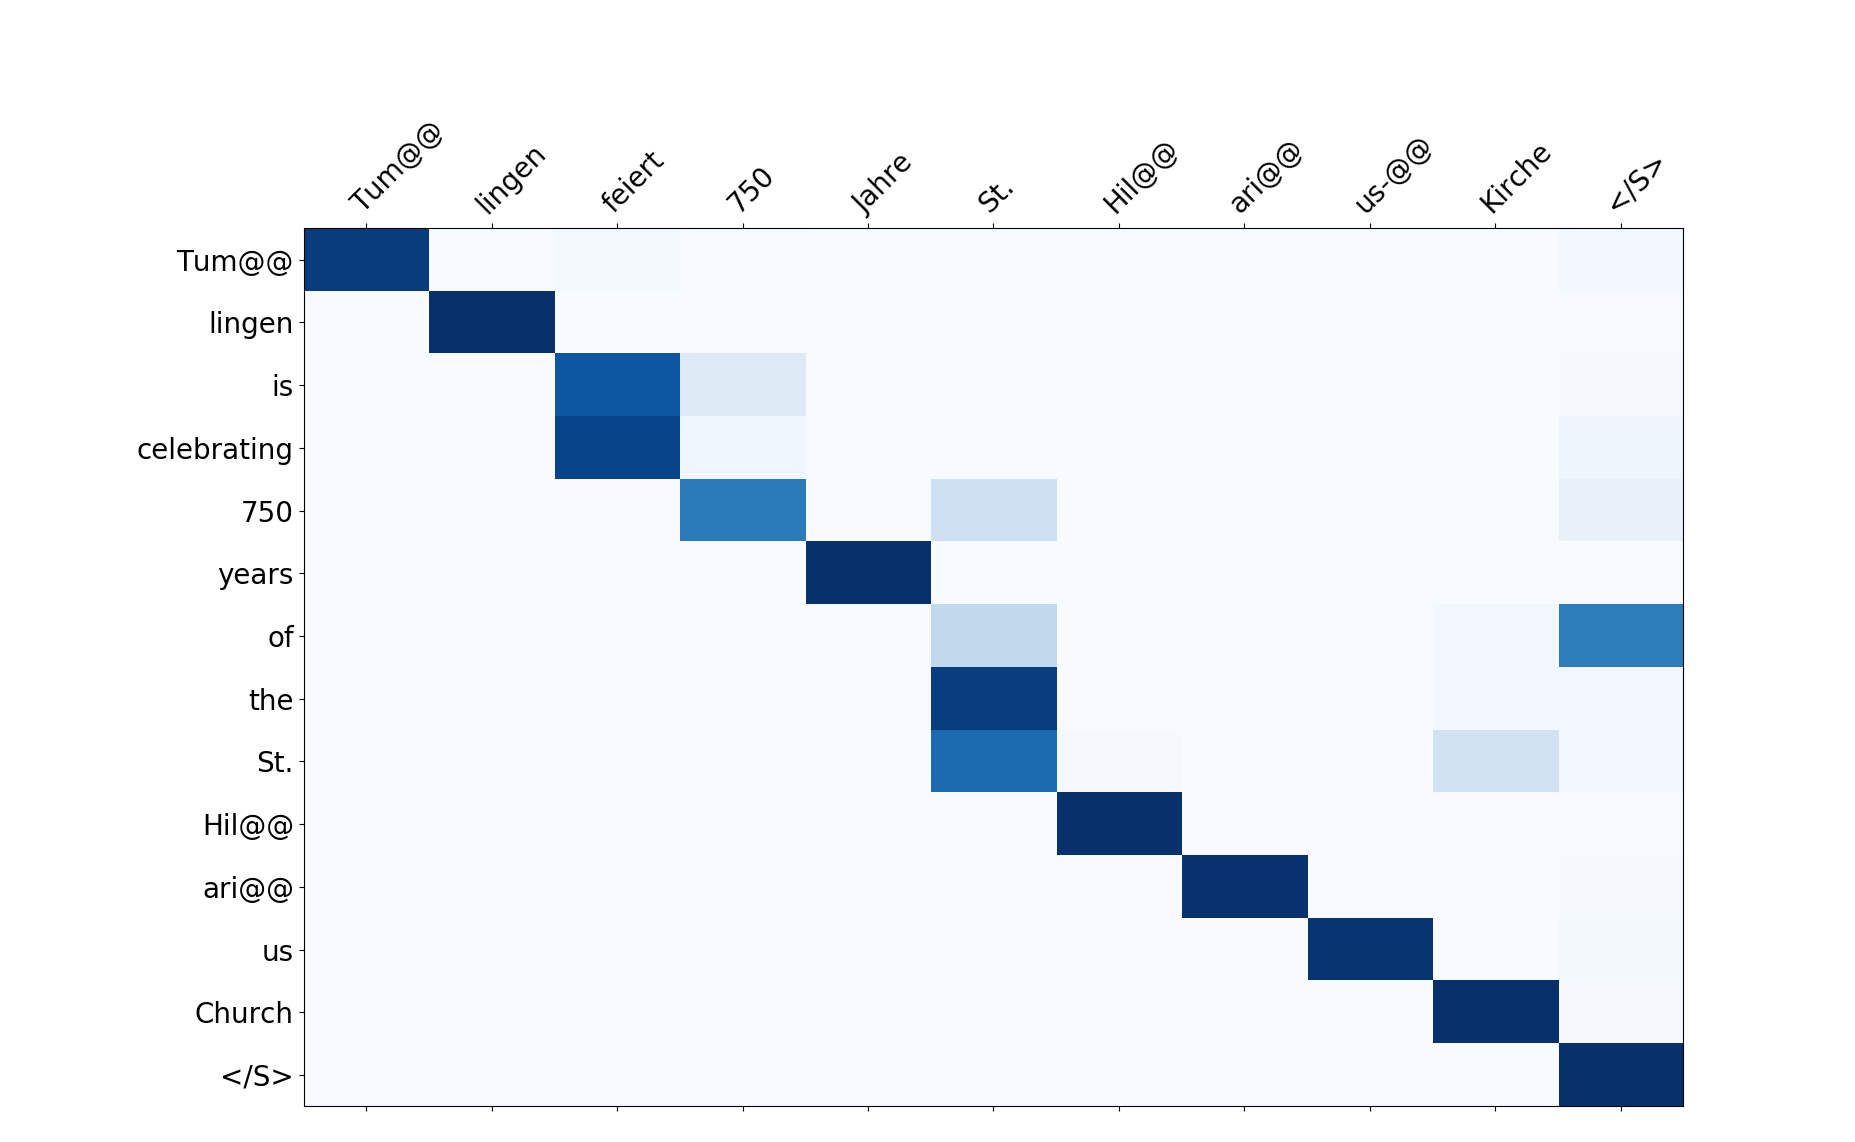 Tum@@ lingen feiert 750 Jahre St. Hil@@ ari@@ us-@@ Kirche </S>
Tum@@
lingen
is
celebrating
750
years
of
the
St.
Hil@@
ari@@
us
Church
</S>